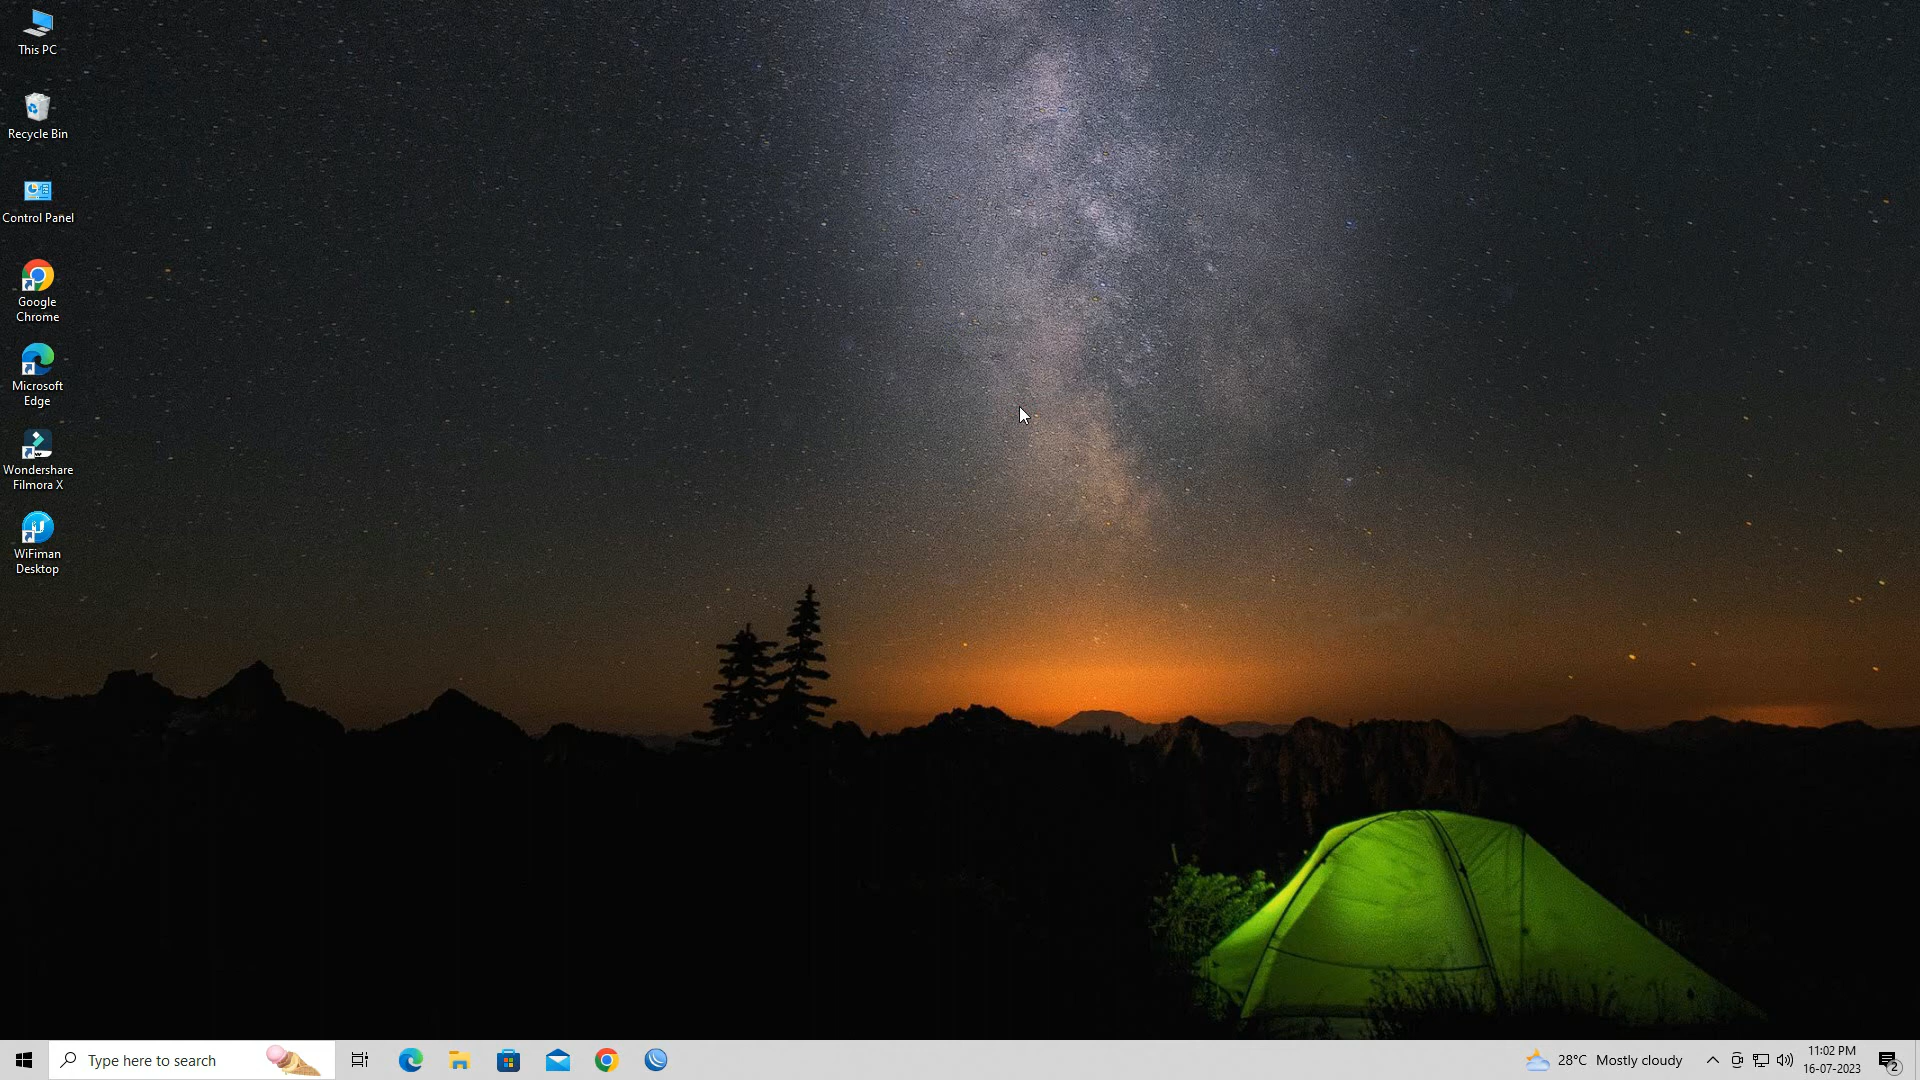 This PC
Recycle Bin
Control Panel
Google
Chrome
Microsoft
Edge
Wondershare
Filmora X
WiFiman
Desktop
Type here to search
28°C Mostly cloudy
11:02 PM
16-07-2023
2